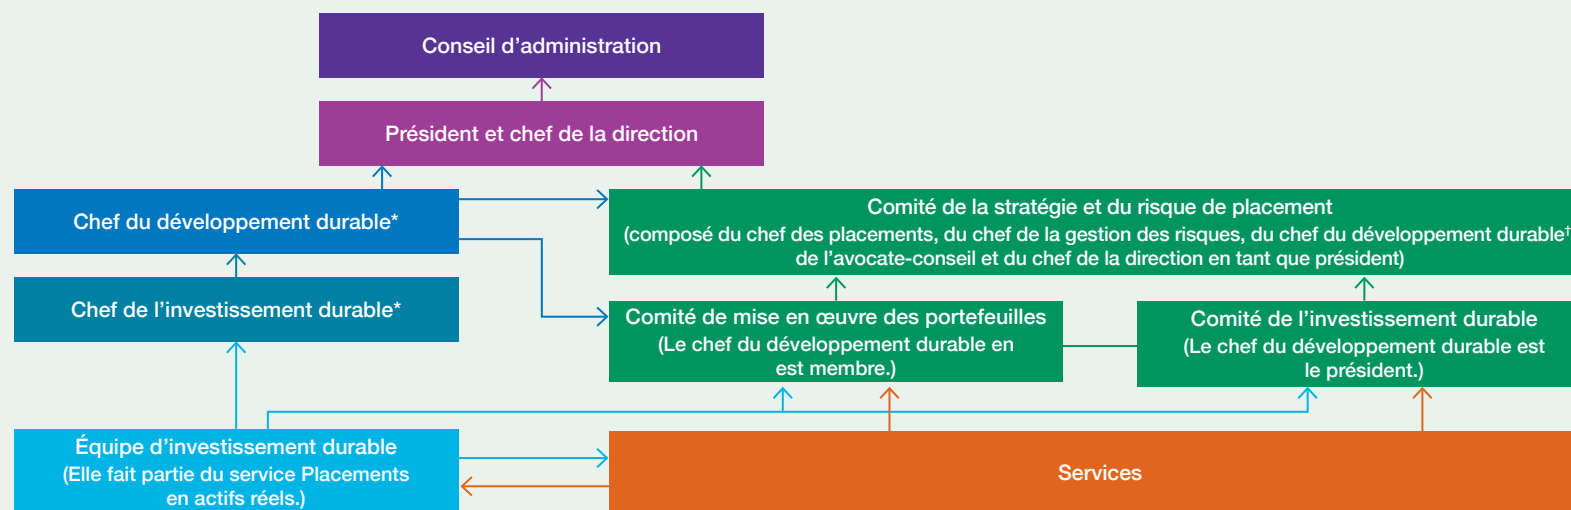 Conseil d’administration
Président et chef de la direction
Chef du développement durable*
Comité de la stratégie et du risque de placement
(composé du chef des placements, du chef de la gestion des risques, du chef du développement durable†
de l’avocate-conseil et du chef de la direction en tant que président)
Chef de l’investissement durable*
Comité de mise en œuvre des portefeuilles
(Le chef du développement durable en
est membre.)
Comité de l’investissement durable
(Le chef du développement durable est
le président.)
Équipe d’investissement durable
(Elle fait partie du service Placements
en actifs réels.)
Services